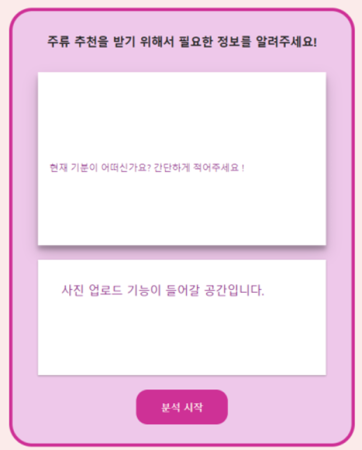 주류 추천을 받기 위해서 필요한 정보를 알려주세요!
현재 기분이 어떠신가요? 간단하게 적어주세요 !
사진 업로드 기능이 들어갈 공간입니다.
분석 시작